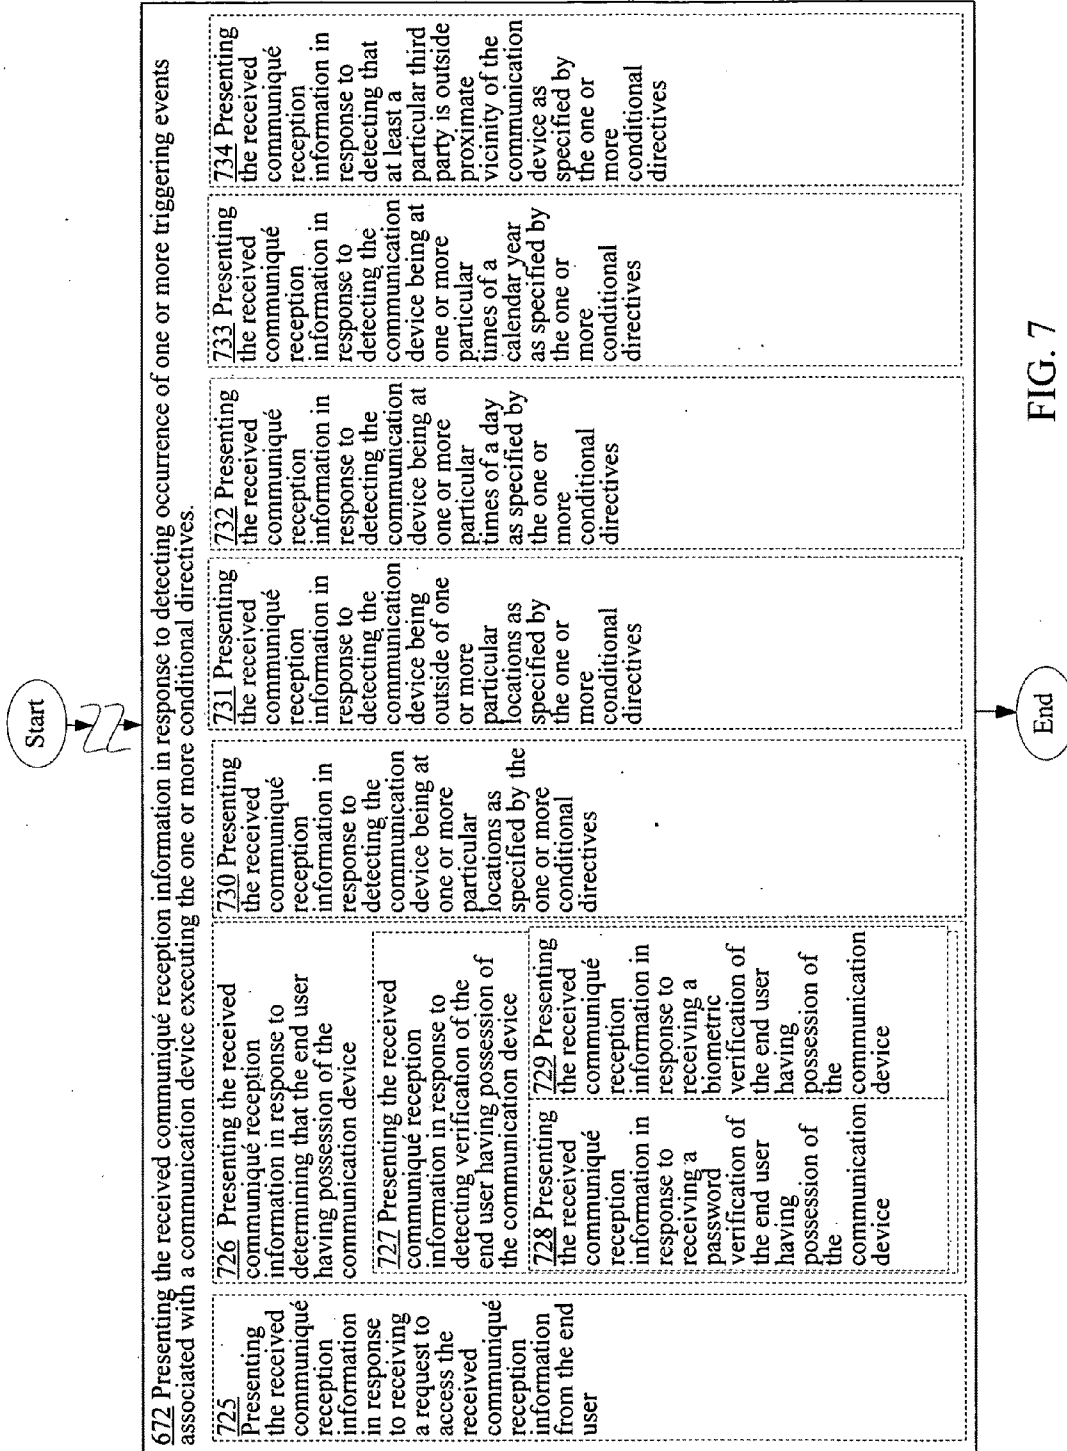 Start
672 Presenting the received communiqué reception information in response to detecting occurrence of one or more triggering events
associated with a communication device executing the one or more conditional directives.
725
Presenting
the received
communiqué
reception
information
in response
to receiving
a request to
access the
received
communiqué
reception
information
from the end
user
726 Presenting the received
communiqué reception
information in response to
determining that the end user
having possession of the
communication device
727 Presenting the received
communiqué reception
information in response to
detecting verification of the
end user having possession of
the communication device
728 Presenting
the received
communiqué
reception
information in
response to
receiving a
password
verification of
the end user
having
possession of
the
communication
device
729 Presenting
the received
communiqué
reception
information in
response to
receiving a
biometric
verification of
the end user
having
possession of
the
communication
device
730 Presenting
the received
communiqué
reception
information in
response to
detecting the
communication
device being at
one or more
particular
locations as
specified by the
one or more
conditional
directives
731 Presenting
the received
communiqué
reception
information in
response to
detecting the
communication
device being
outside of one
or more
particular
locations as
specified by
the one or
more
conditional
directives
732 Presenting
the received
communiqué
reception
information in
response to
detecting the
communication
device being at
one or more
particular
times of a day
as specified by
the one or
more
conditional
directives
733 Presenting
the received
communiqué
reception
information in
response to
detecting the
communication
device being at
one or more
particular
times of a
calendar year
as specified by
the one or
more
conditional
directives
734 Presenting
the received
communiqué
reception
information in
response to
detecting that
at least a
particular third
party is outside
proximate
vicinity of the
communication
device as
specified by
the one or
more
conditional
directives
End
FIG. 7